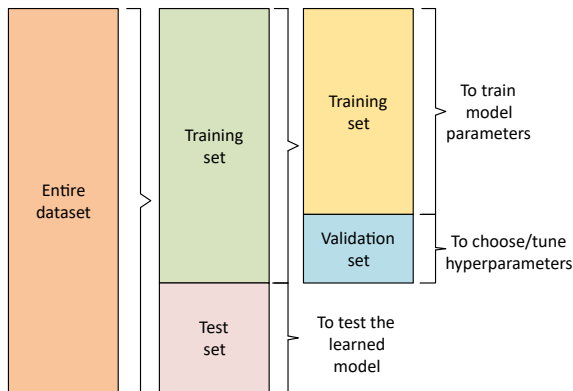 Entire
dataset
Training
set
Test
set
Training
set
Validation
set
To train
model
parameters
To choose/tune
hyperparameters
To test the
learned
model